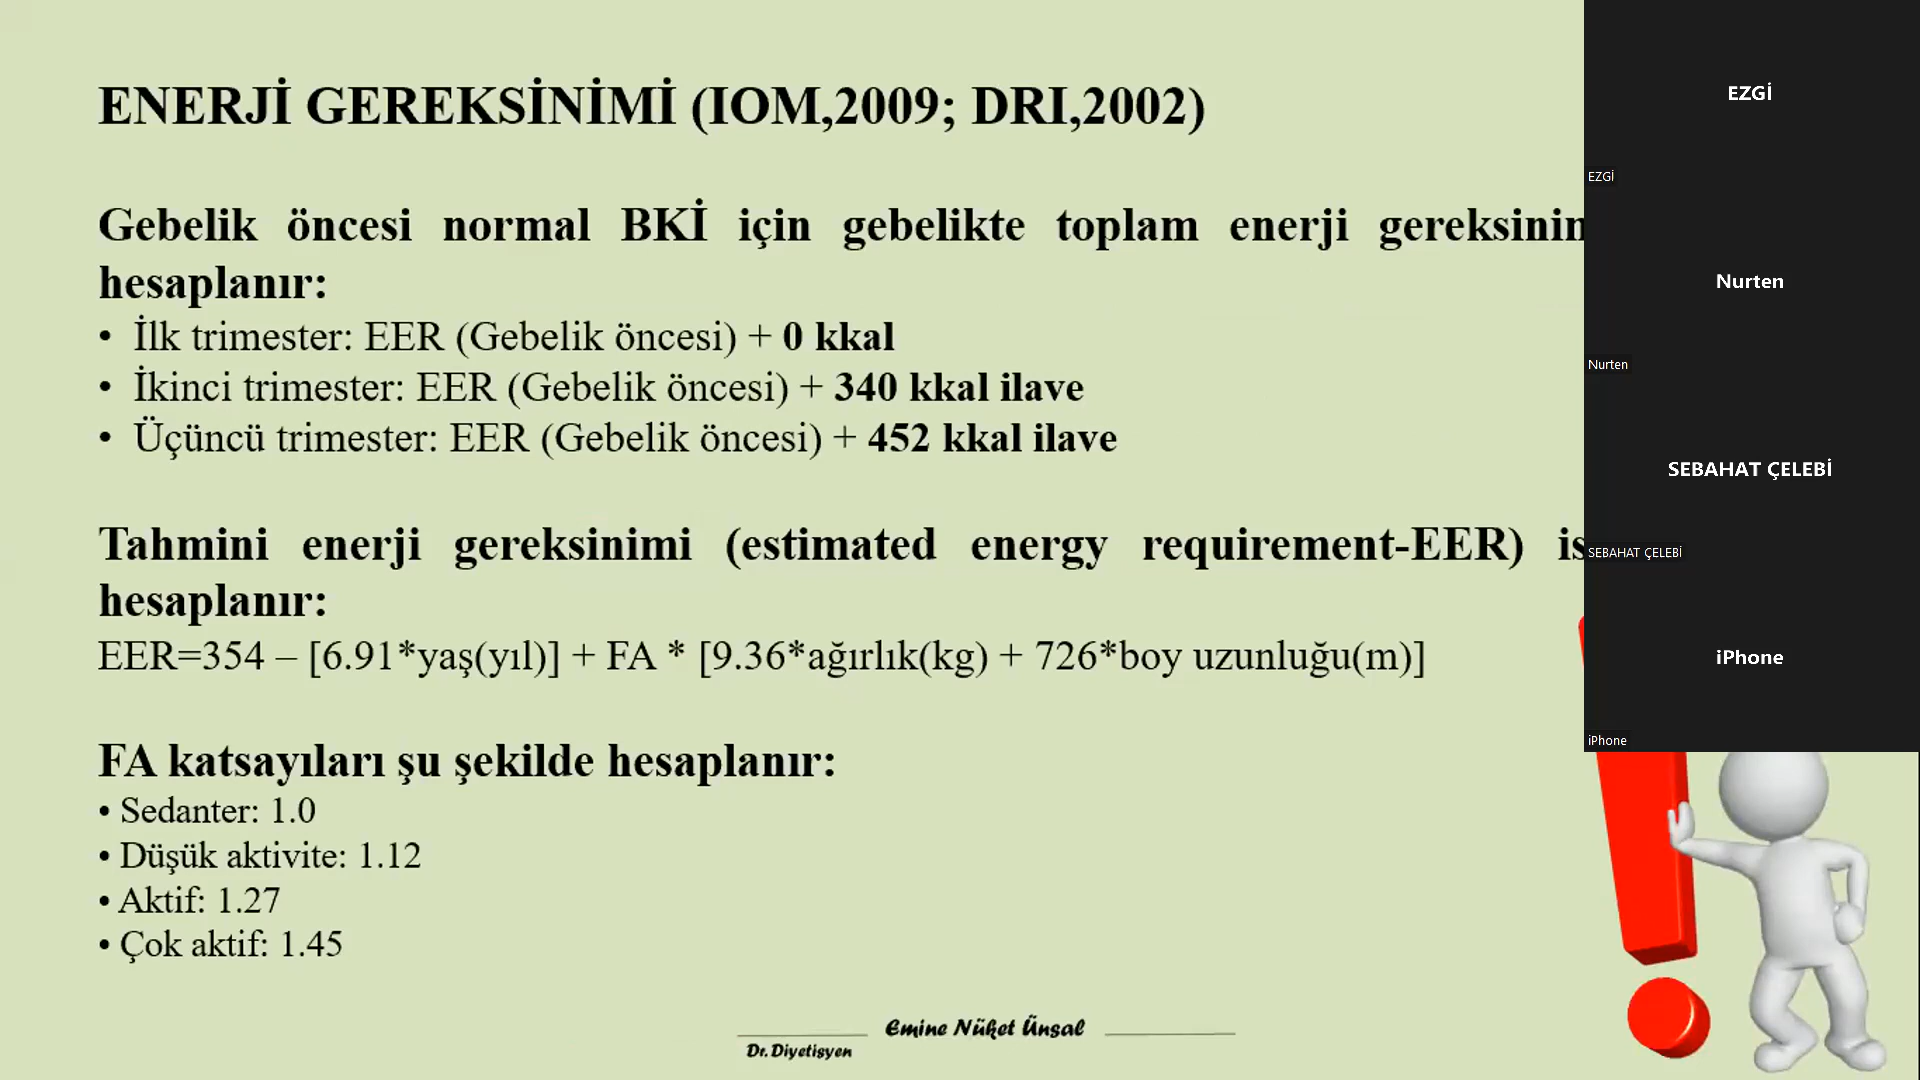 ENERJİ GEREKSİNİMİ (IOM,2009; DRI,2002)
Gebelik öncesi normal BKİ için gebelikte toplam enerji
hesaplanır:
• İlk trimester: EER (Gebelik öncesi) + 0 kkal
• İkinci trimester: EER (Gebelik öncesi) + 340 kkal ilave
• Üçüncü trimester: EER (Gebelik öncesi) + 452 kkal ilave
Tahmini enerji gereksinimi (estimated energy requirement-EER)
hesaplanır:
EER=354 – [6.91*yaş(yıl)] + FA * [9.36*ağırlık(kg) + 726*boy uzunluğu(m)]
FA katsayıları şu şekilde hesaplanır:
• Sedanter: 1.0
• Düşük aktivite: 1.12
• Aktif: 1.27
• Çok aktif: 1.45
Emine Nüket Ünsal
Dr. Diyetisyen
EZGİ
EZGİ
Nurten
Nurten
SEBAHAT ÇELEBİ
SEBAHAT ÇELEBİ
iPhone
iPhone